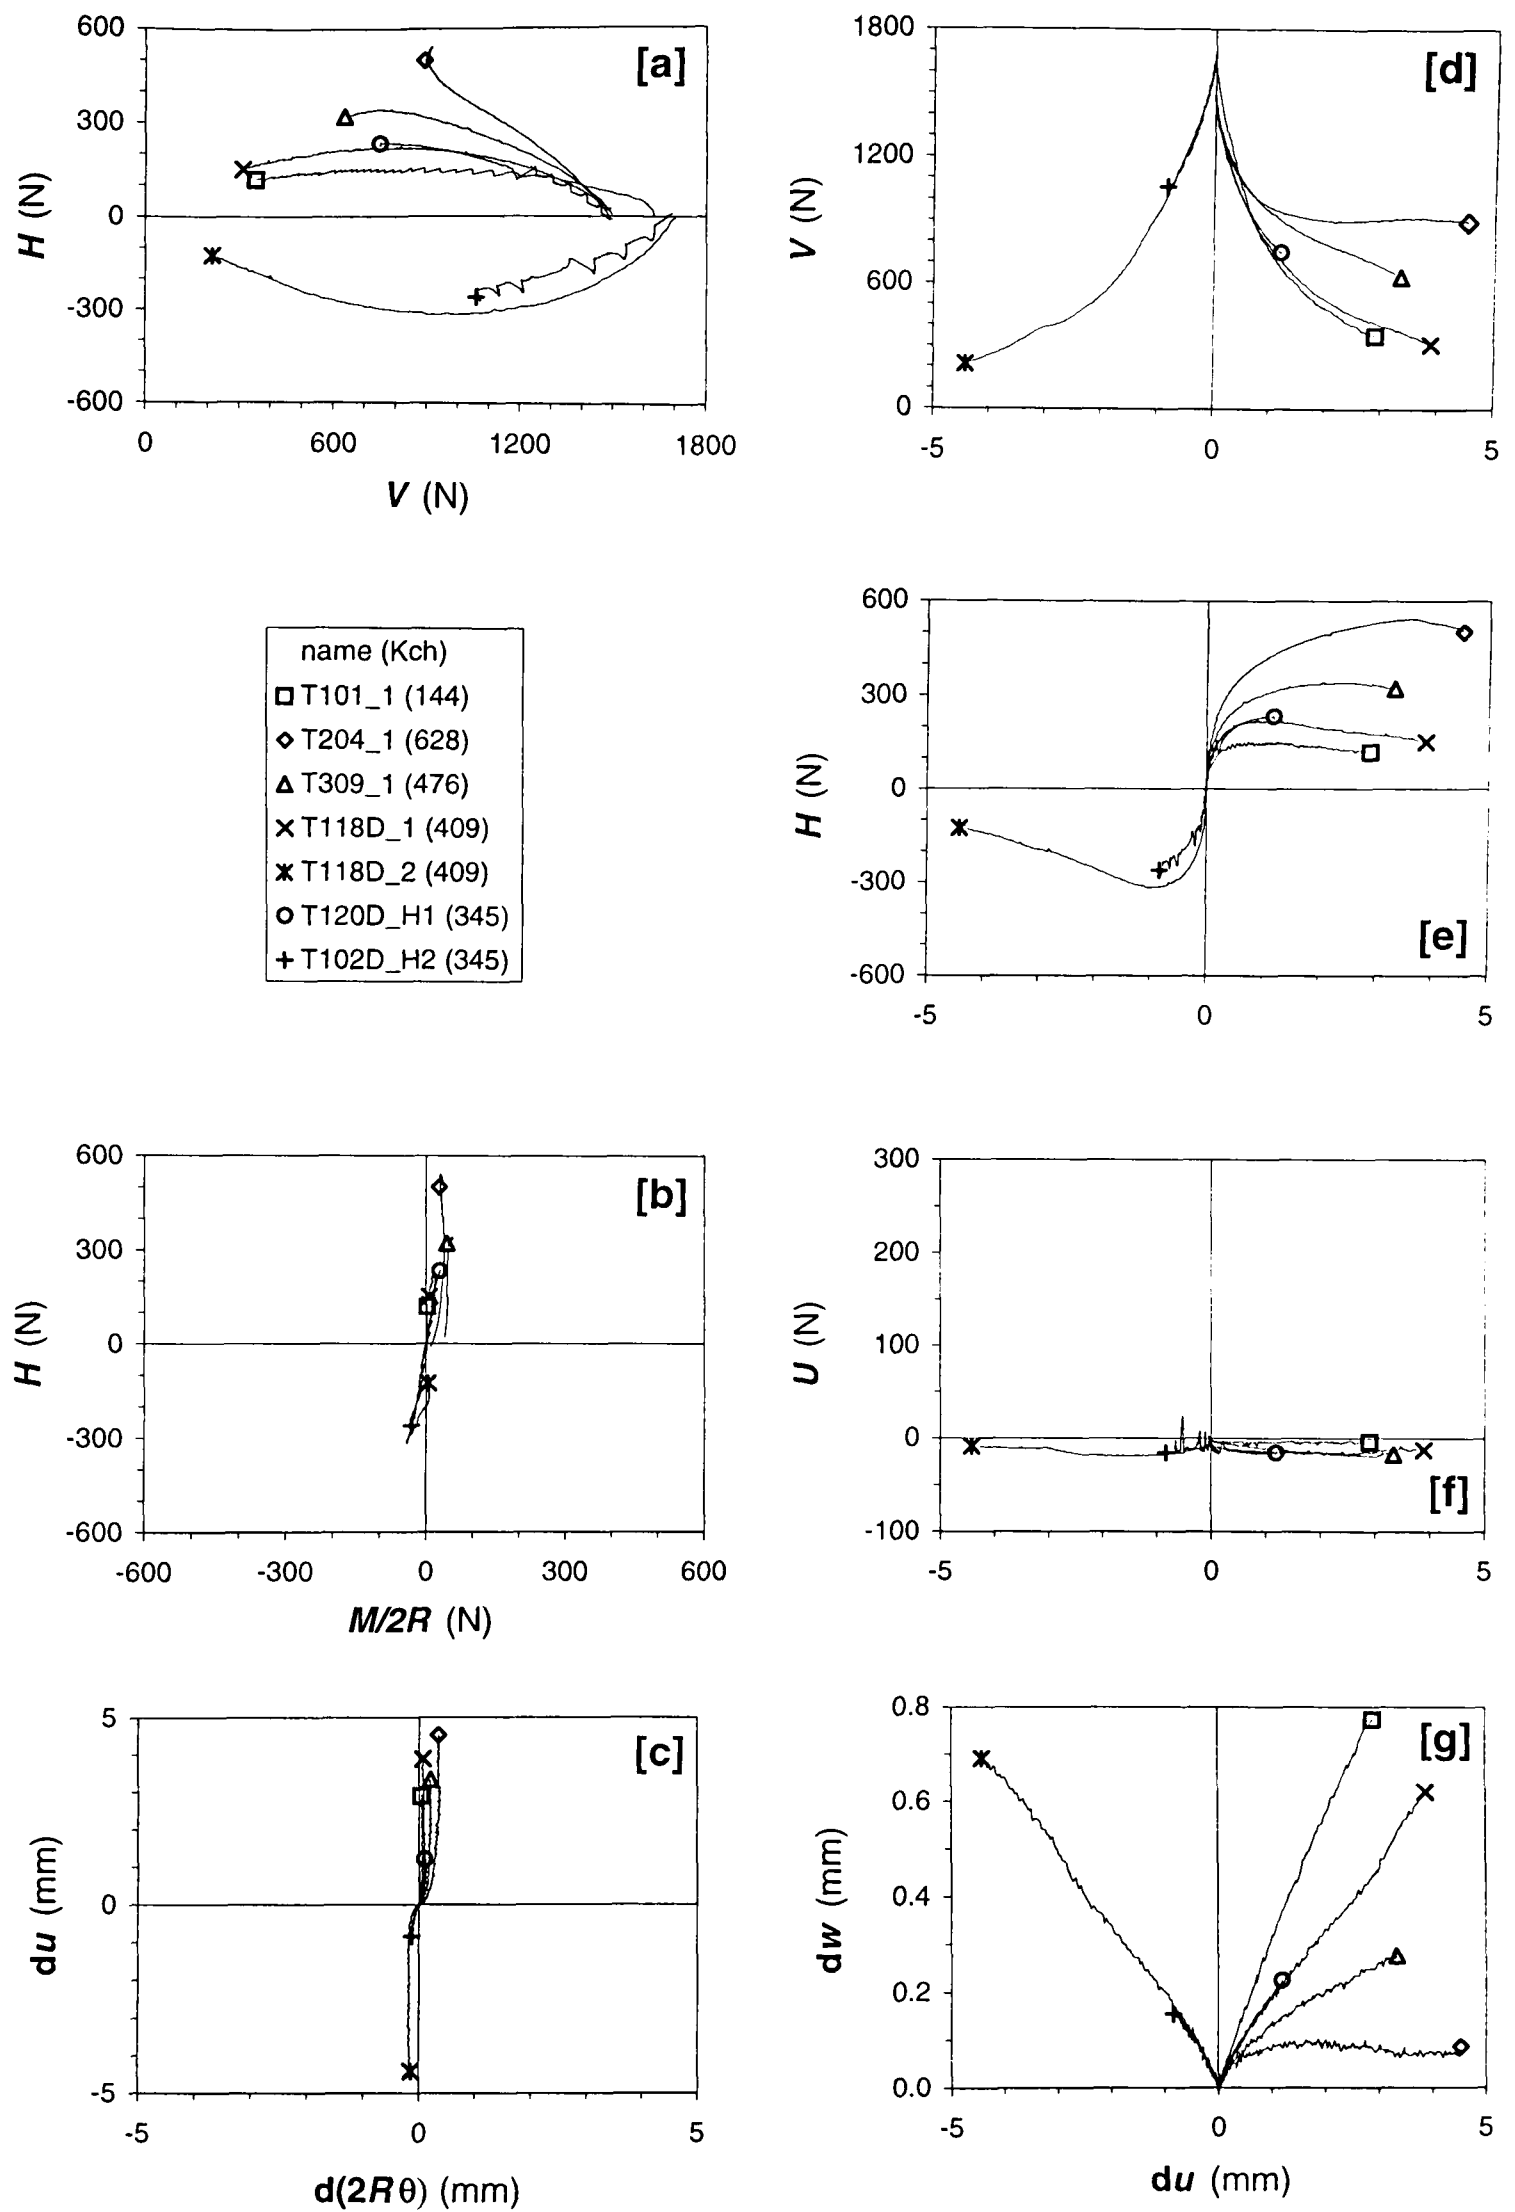 600
300
0
-300
-600
H (N)
[a]
0
600
1200
1800
V (N)
1800
1200
600
0
V (N)
[d]
-5
0
5
name (Kch)
T101_1 (144)
T204_1 (628)
T309_1 (476)
T118D_1 (409)
T118D_2 (409)
T120D_H1 (345)
T102D_H2 (345)
600
300
0
-300
-600
H (N)
[e]
-5
0
5
600
300
0
-300
-600
H (N)
[b]
-600
-300
0
300
600
M/2R (N)
300
200
100
0
-100
U (N)
[f]
-5
0
5
5
0
-5
du (mm)
[c]
-5
0
5
d(2Rθ) (mm)
0.8
0.6
0.4
0.2
0.0
dw (mm)
[g]
-5
0
5
du (mm)